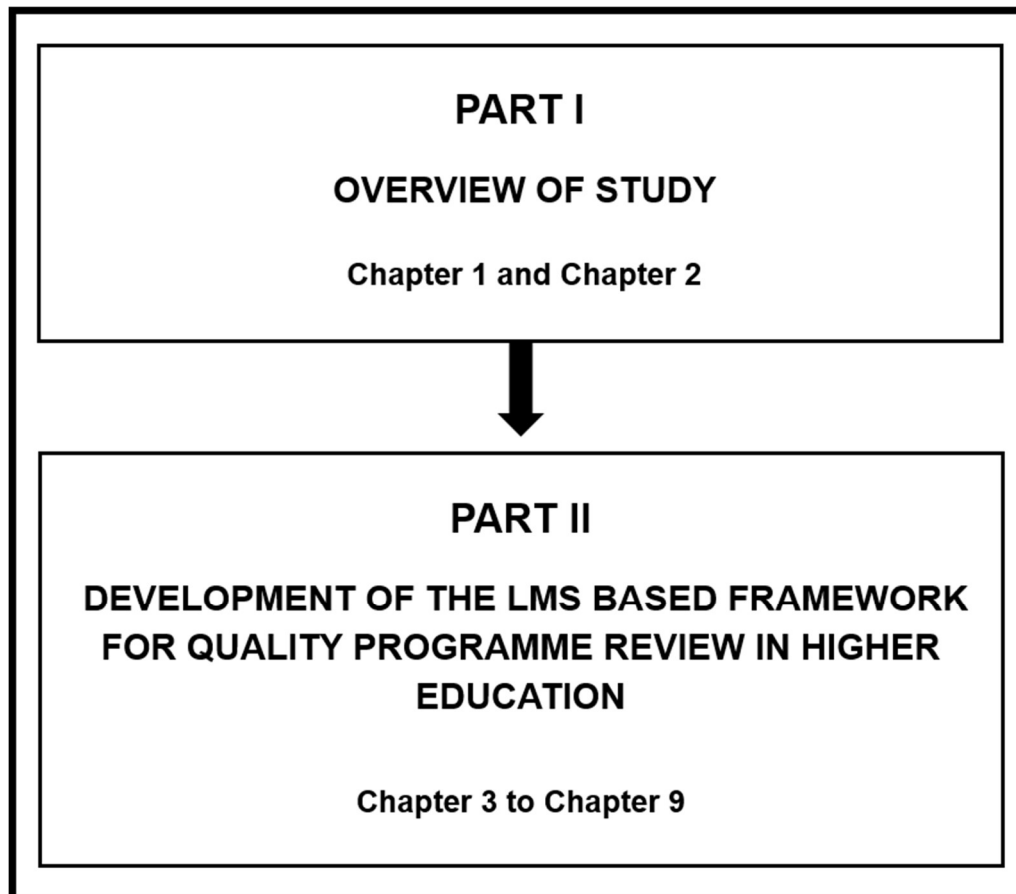 PART I
OVERVIEW OF STUDY
Chapter 1 and Chapter 2
PART II
DEVELOPMENT OF THE LMS BASED FRAMEWORK
FOR QUALITY PROGRAMME REVIEW IN HIGHER
EDUCATION
Chapter 3 to Chapter 9